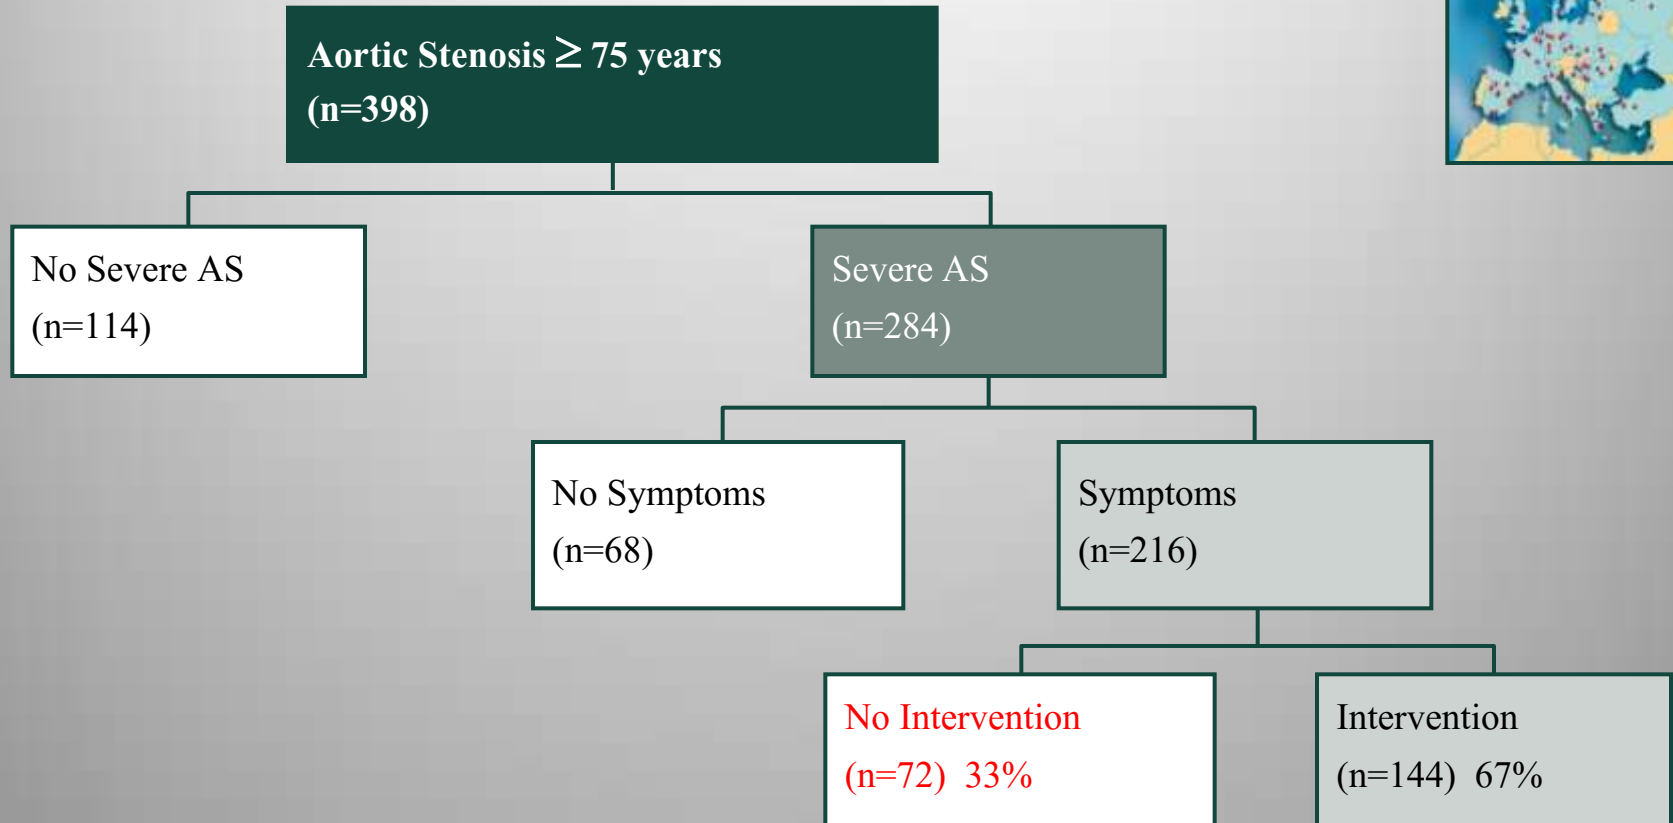 Aortic Stenosis ≥ 75 years
(n=398)
No Severe AS
(n=114)
Severe AS
(n=284)
No Symptoms
(n=68)
Symptoms
(n=216)
No Intervention
(n=72) 33%
Intervention
(n=144) 67%